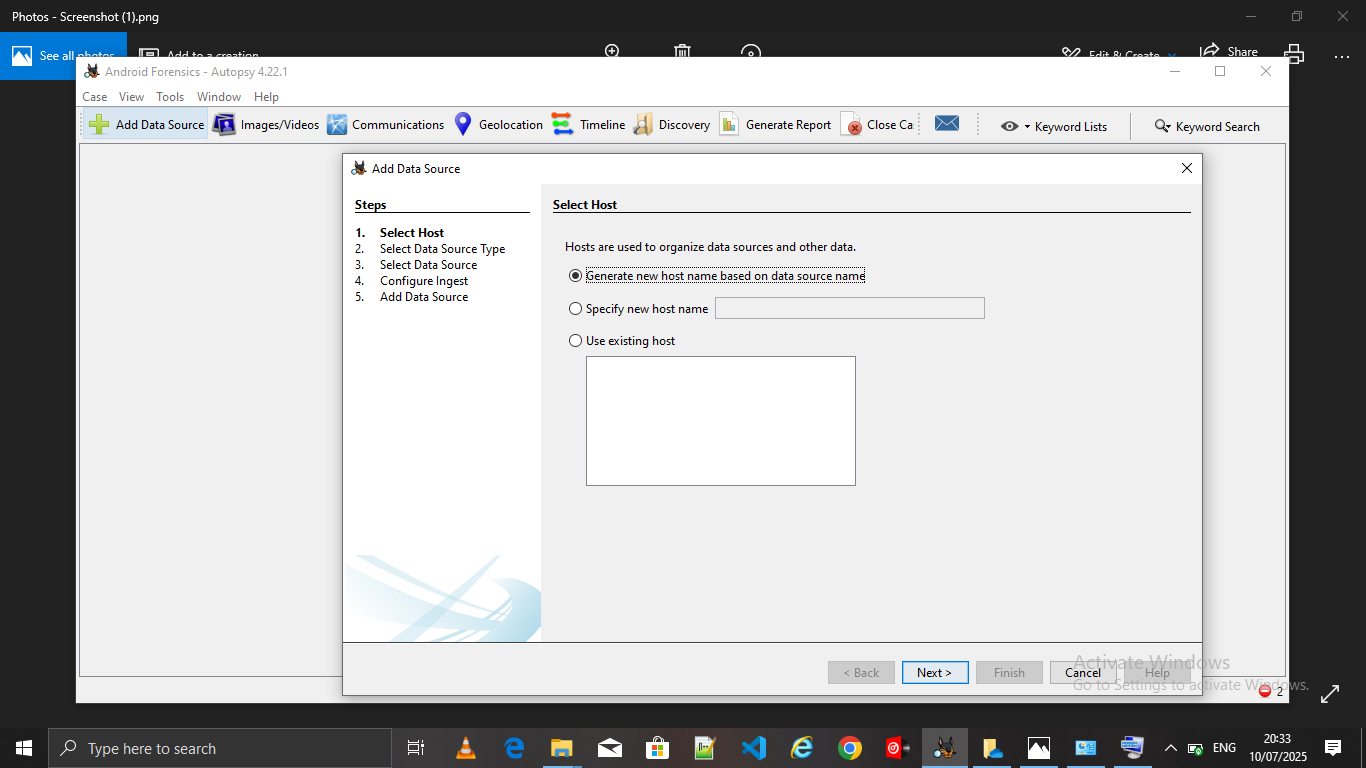 Photos - Screenshot (1).png
See all photos
Add to a creation
Edit & Create
Share
Android Forensics - Autopsy 4.22.1
Case View Tools Window Help
Add Data Source Images/Videos Communications Geolocation Timeline Discovery Generate Report Close Ca Keyword Lists Keyword Search
Add Data Source
Steps
1. Select Host
2. Select Data Source Type
3. Select Data Source
4. Configure Ingest
5. Add Data Source
Select Host
Hosts are used to organize data sources and other data.
Generate new host name based on data source name
Specify new host name
Use existing host
< Back Next > Finish Cancel Help
Activate Windows
Go to Settings to activate Windows.
2
Type here to search
ENG
20:33
10/07/2025